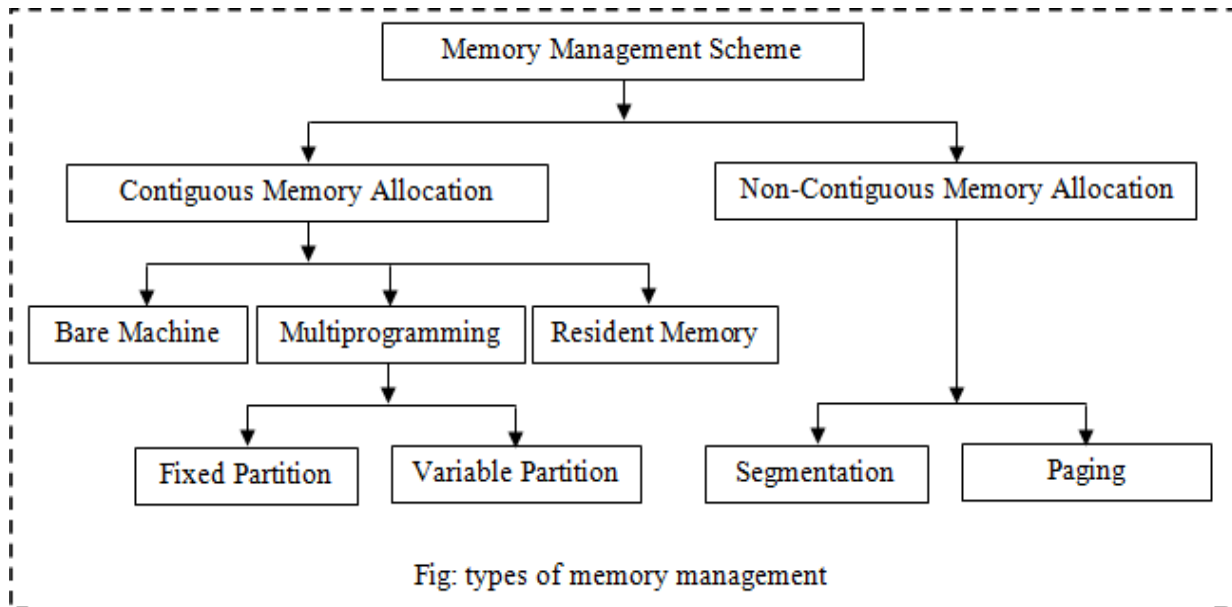 Memory Management Scheme
Contiguous Memory Allocation
Non-Contiguous Memory Allocation
Bare Machine
Multiprogramming
Resident Memory
Fixed Partition
Variable Partition
Segmentation
Paging
Fig: types of memory management